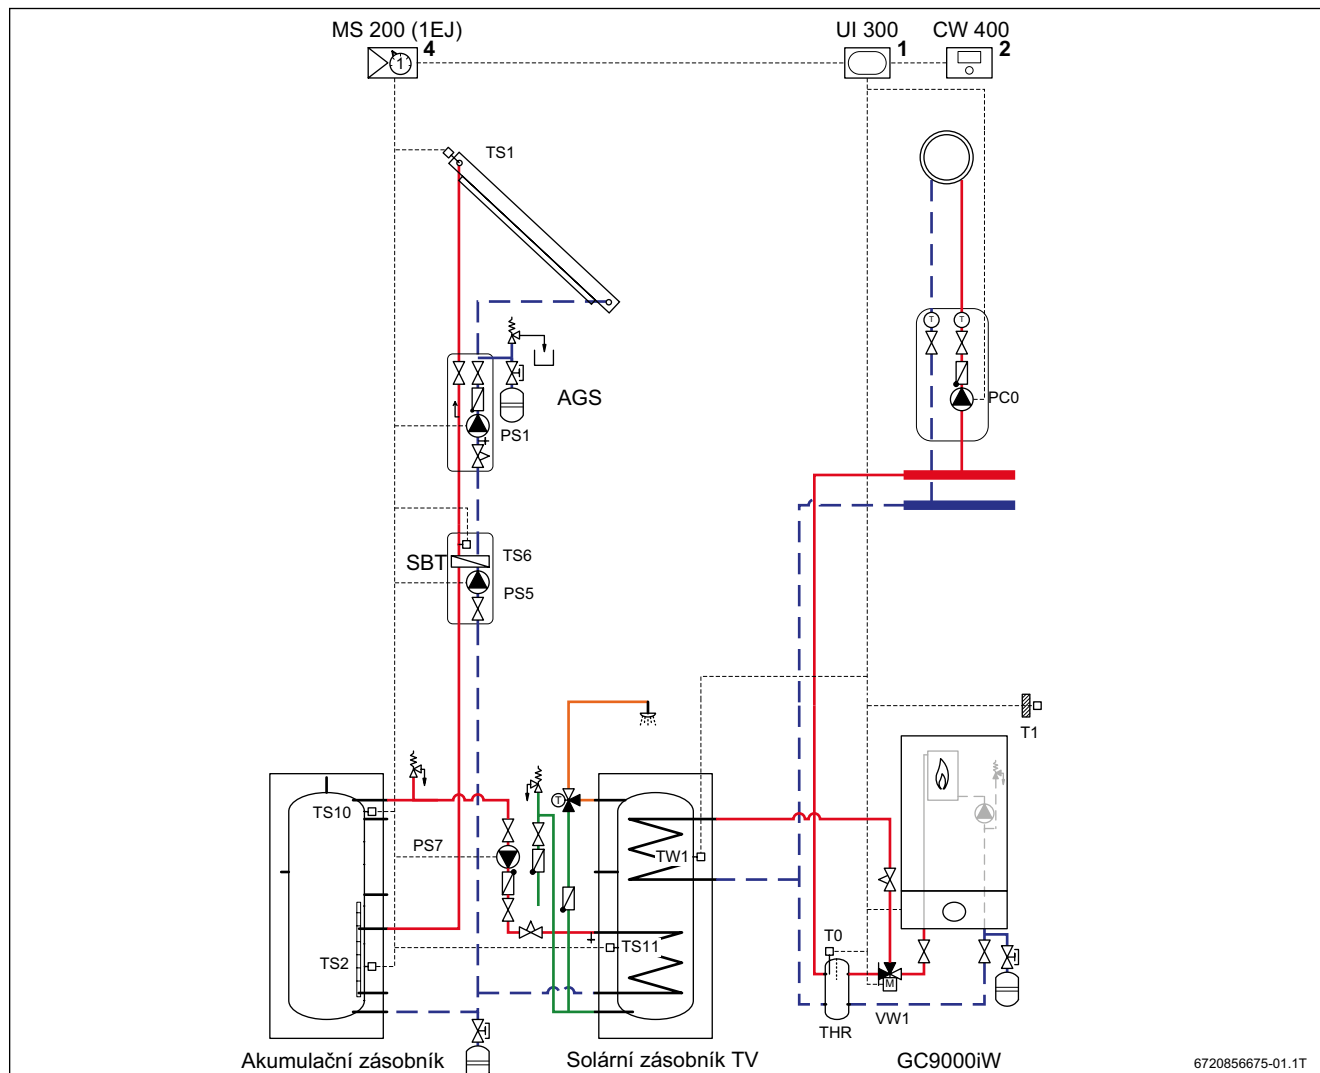 MS 200 (1EJ)
4
1
UI 300
1
CW 400
2
TS1
T
T
AGS
PS1
PC0
TS6
SBT
PS5
T1
TS10
T
PS7
TW1
TS11
T0
TS2
M
THR
VW1
Akumulační zásobník
Solární zásobník TV
GC9000iW
6720856675-01.1T